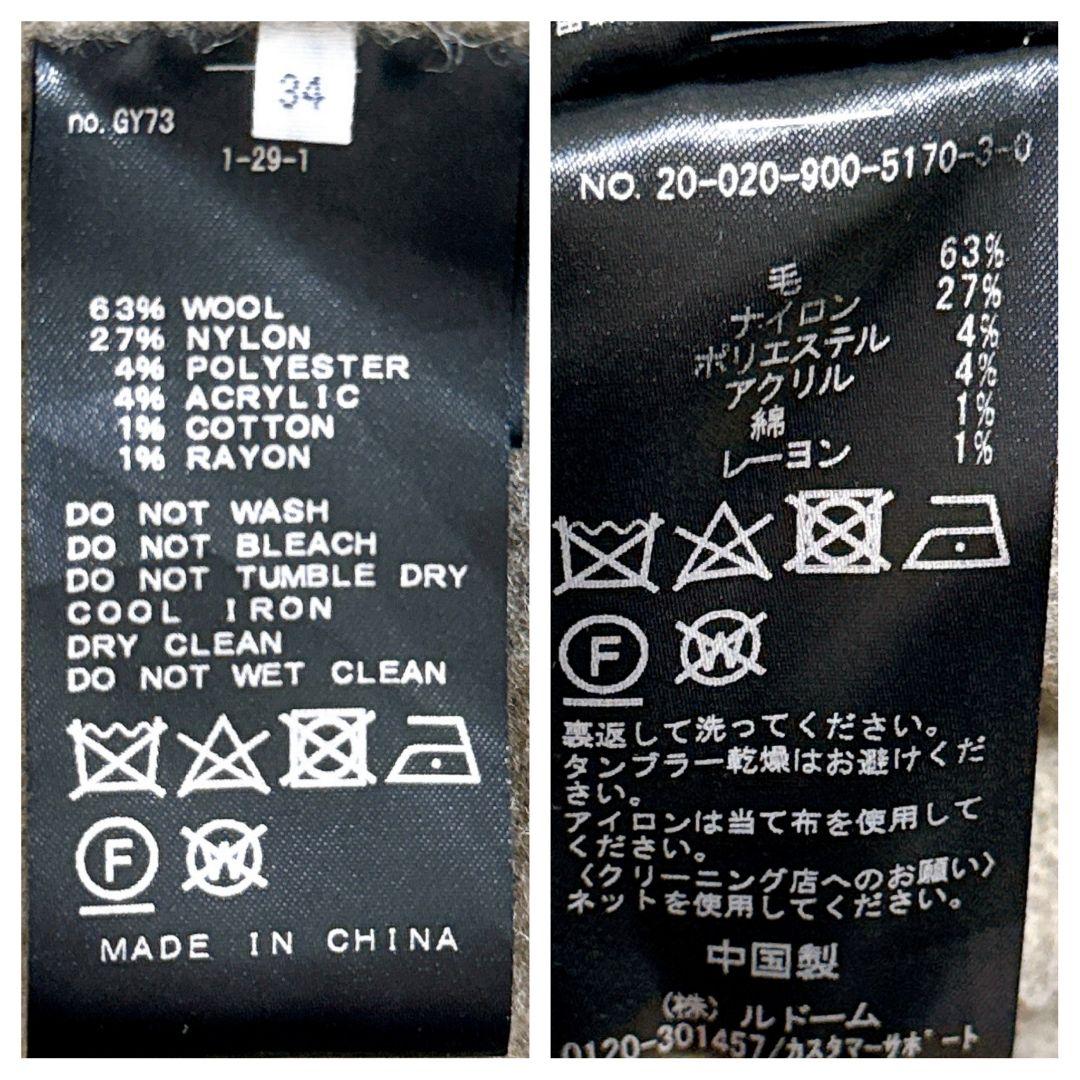 34
no. GY73
1-29-1
63% WOOL
27% NYLON
4% POLYESTER
4% ACRYLIC
1% COTTON
1% RAYON
DO NOT WASH
DO NOT BLEACH
DO NOT TUMBLE DRY
COOL IRON
DRY CLEAN
DO NOT WET CLEAN
F W
MADE IN CHINA
NO. 20-020-900-5170-3-0
毛 63%
ナイロン 27%
ポリエステル 4%
アクリル 4%
綿 1%
レーヨン 1%
F W
裏返して洗ってください。
タンブラー乾燥はお避けくだ
さい。
アイロンは当て布を使用して
ください。
〈クリーニング店へのお願い〉
ネットを使用してください。
中国製
(株)ルドーム
0120-301457/カスタマーサポート